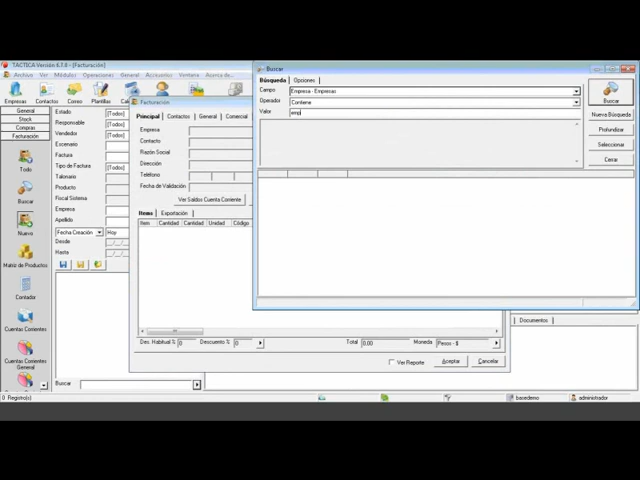 TACTICA Versión 6.1.8 - [Facturación]
Archivo Ver Módulos Operaciones General Accesorios Ventana Acerca de...
Empresas Contactos Correo Planillas
General
Stock
Compras
Facturación
Todo
Buscar
Nuevo
Matriz de Productos
Contador
Cuentas Corrientes
Cuentas Corrientes
General
Estado [Todos]
Responsable [Todos]
Vendedor [Todos]
Escenario
Factura
Tipo de Factura [Todos]
Talonario
Producto
Fiscal Sistema
Empresa
Apellido
Fecha Creación Hoy
Desde
Hasta
Buscar
Facturación
Principal Contactos General Comercial
Empresa
Contacto
Razón Social
Dirección
Teléfono
Fecha de Validación
Ver Saldos Cuenta Corriente
Items Exportación
Item Cantidad Cantidad Unidad Código
Des. Habitual % 0 Descuento % 0 Total 0,00 Moneda Pesos - $
Ver Reporte Aceptar Cancelar
Buscar
Búsqueda Opciones
Campo Empresa - Empresas
Operador Contiene
Valor emp
Buscar
Nueva Búsqueda
Profundizar
Seleccionar
Cerrar
Documentos
0 Registro(s) basedemo administrador